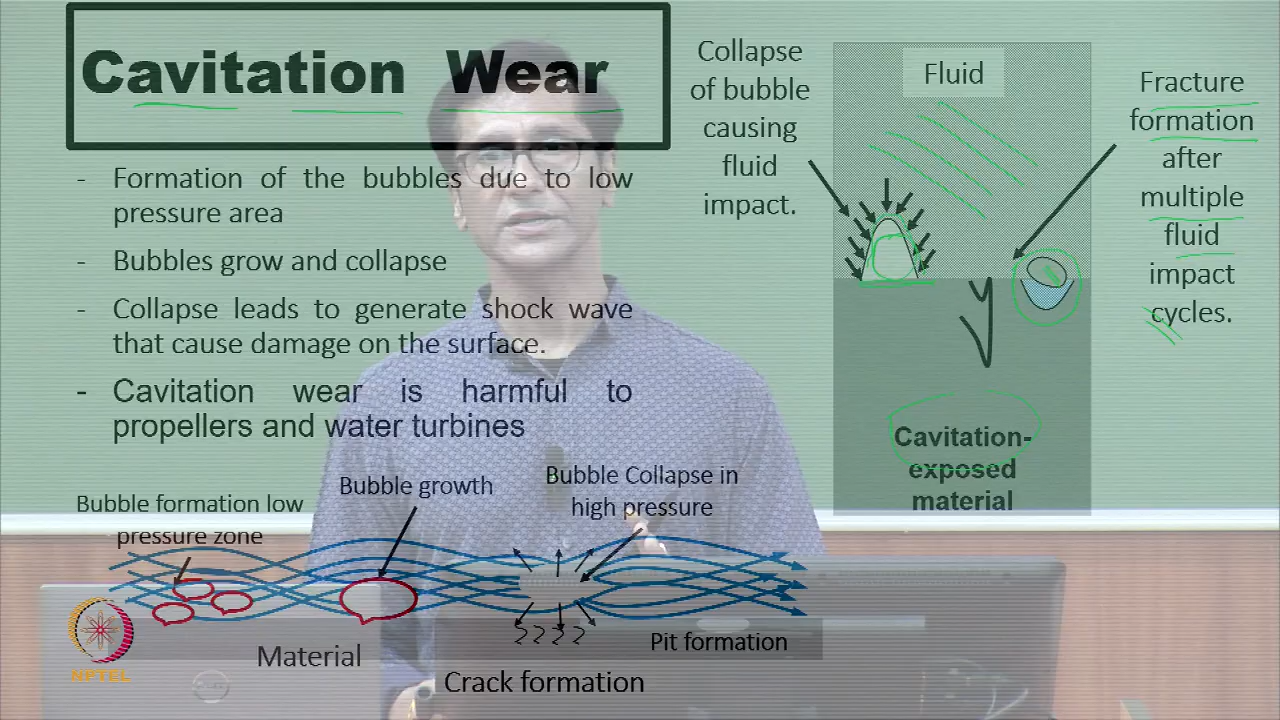 Cavitation Wear
- Formation of the bubbles due to low
pressure area
- Bubbles grow and collapse
- Collapse leads to generate shock wave
that cause damage on the surface.
- Cavitation wear is harmful to
propellers and water turbines
Collapse
of bubble
causing
fluid
impact.
Fluid
Fracture
formation
after
multiple
fluid
impact
cycles.
Cavitation-
exposed
material
Bubble formation low
pressure zone
Bubble growth
Bubble Collapse in
high pressure
Material
Crack formation
Pit formation
NPTEL
DELL